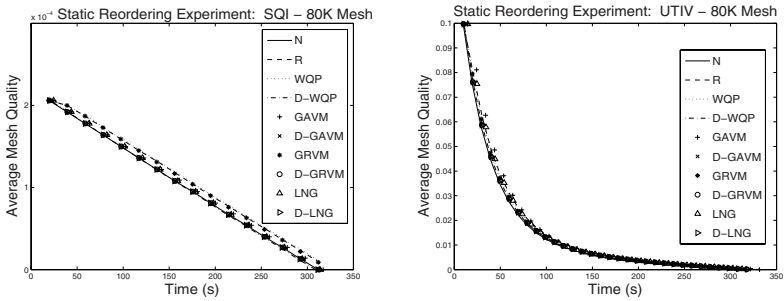 Static Reordering Experiment: SQI – 80K Mesh
x 10⁻⁴
2
1
0
0 50 100 150 200 250 300 350
Average Mesh Quality
Time (s)
N
R
WQP
D–WQP
GAVM
D–GAVM
GRVM
D–GRVM
LNG
D–LNG
Static Reordering Experiment: UTIV – 80K Mesh
0.1
0.09
0.08
0.07
0.06
0.05
0.04
0.03
0.02
0.01
0
0 50 100 150 200 250 300 350
Average Mesh Quality
Time (s)
N
R
WQP
D–WQP
GAVM
D–GAVM
GRVM
D–GRVM
LNG
D–LNG